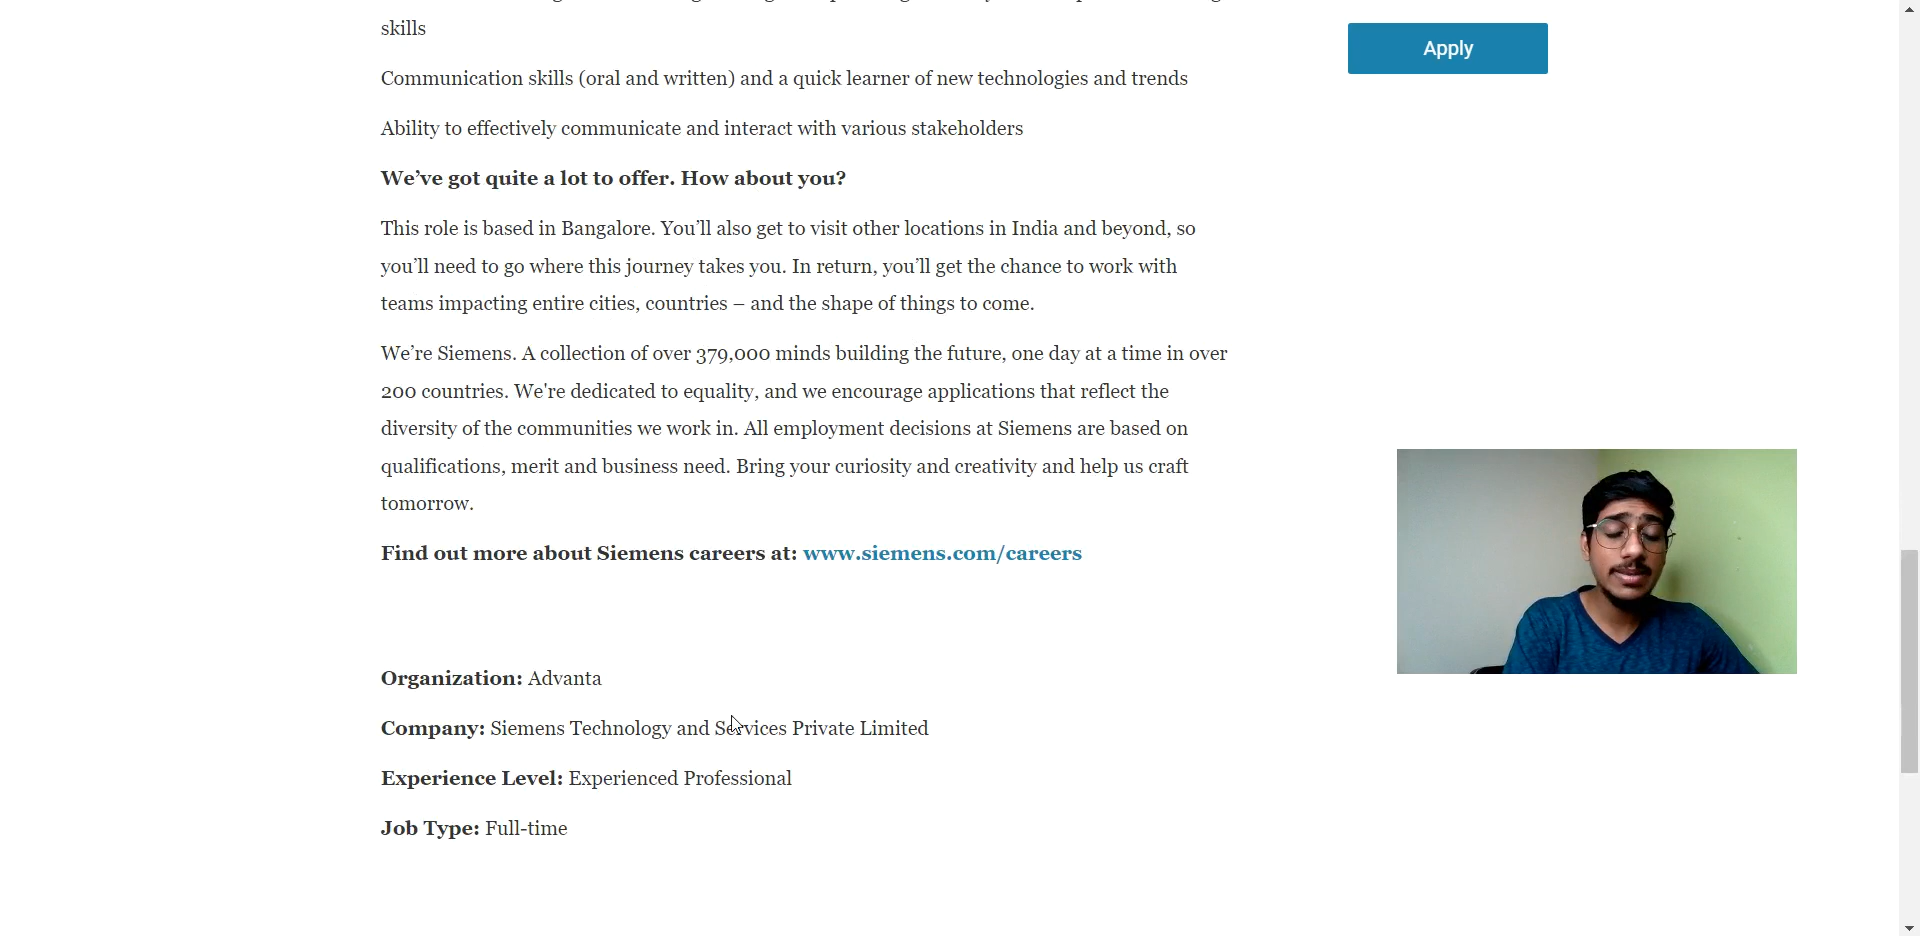 skills
Apply
Communication skills (oral and written) and a quick learner of new technologies and trends
Ability to effectively communicate and interact with various stakeholders
We’ve got quite a lot to offer. How about you?
This role is based in Bangalore. You’ll also get to visit other locations in India and beyond, so
you’ll need to go where this journey takes you. In return, you’ll get the chance to work with
teams impacting entire cities, countries – and the shape of things to come.
We’re Siemens. A collection of over 379,000 minds building the future, one day at a time in over
200 countries. We're dedicated to equality, and we encourage applications that reflect the
diversity of the communities we work in. All employment decisions at Siemens are based on
qualifications, merit and business need. Bring your curiosity and creativity and help us craft
tomorrow.
Find out more about Siemens careers at: www.siemens.com/careers
Organization: Advanta
Company: Siemens Technology and Services Private Limited
Experience Level: Experienced Professional
Job Type: Full-time